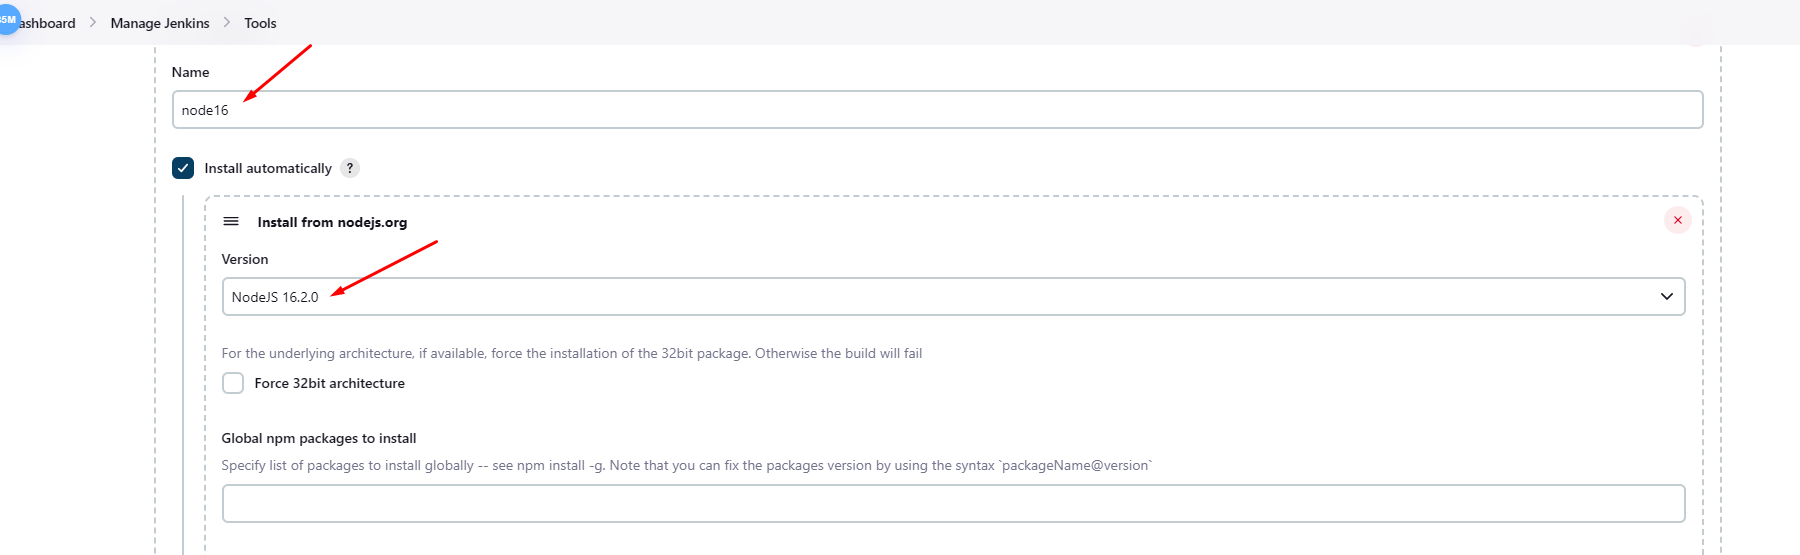 35M
ashboard > Manage Jenkins > Tools
Name
node16
Install automatically ?
Install from nodejs.org
Version
NodeJS 16.2.0
For the underlying architecture, if available, force the installation of the 32bit package. Otherwise the build will fail
Force 32bit architecture
Global npm packages to install
Specify list of packages to install globally -- see npm install -g. Note that you can fix the packages version by using the syntax `packageName@version`